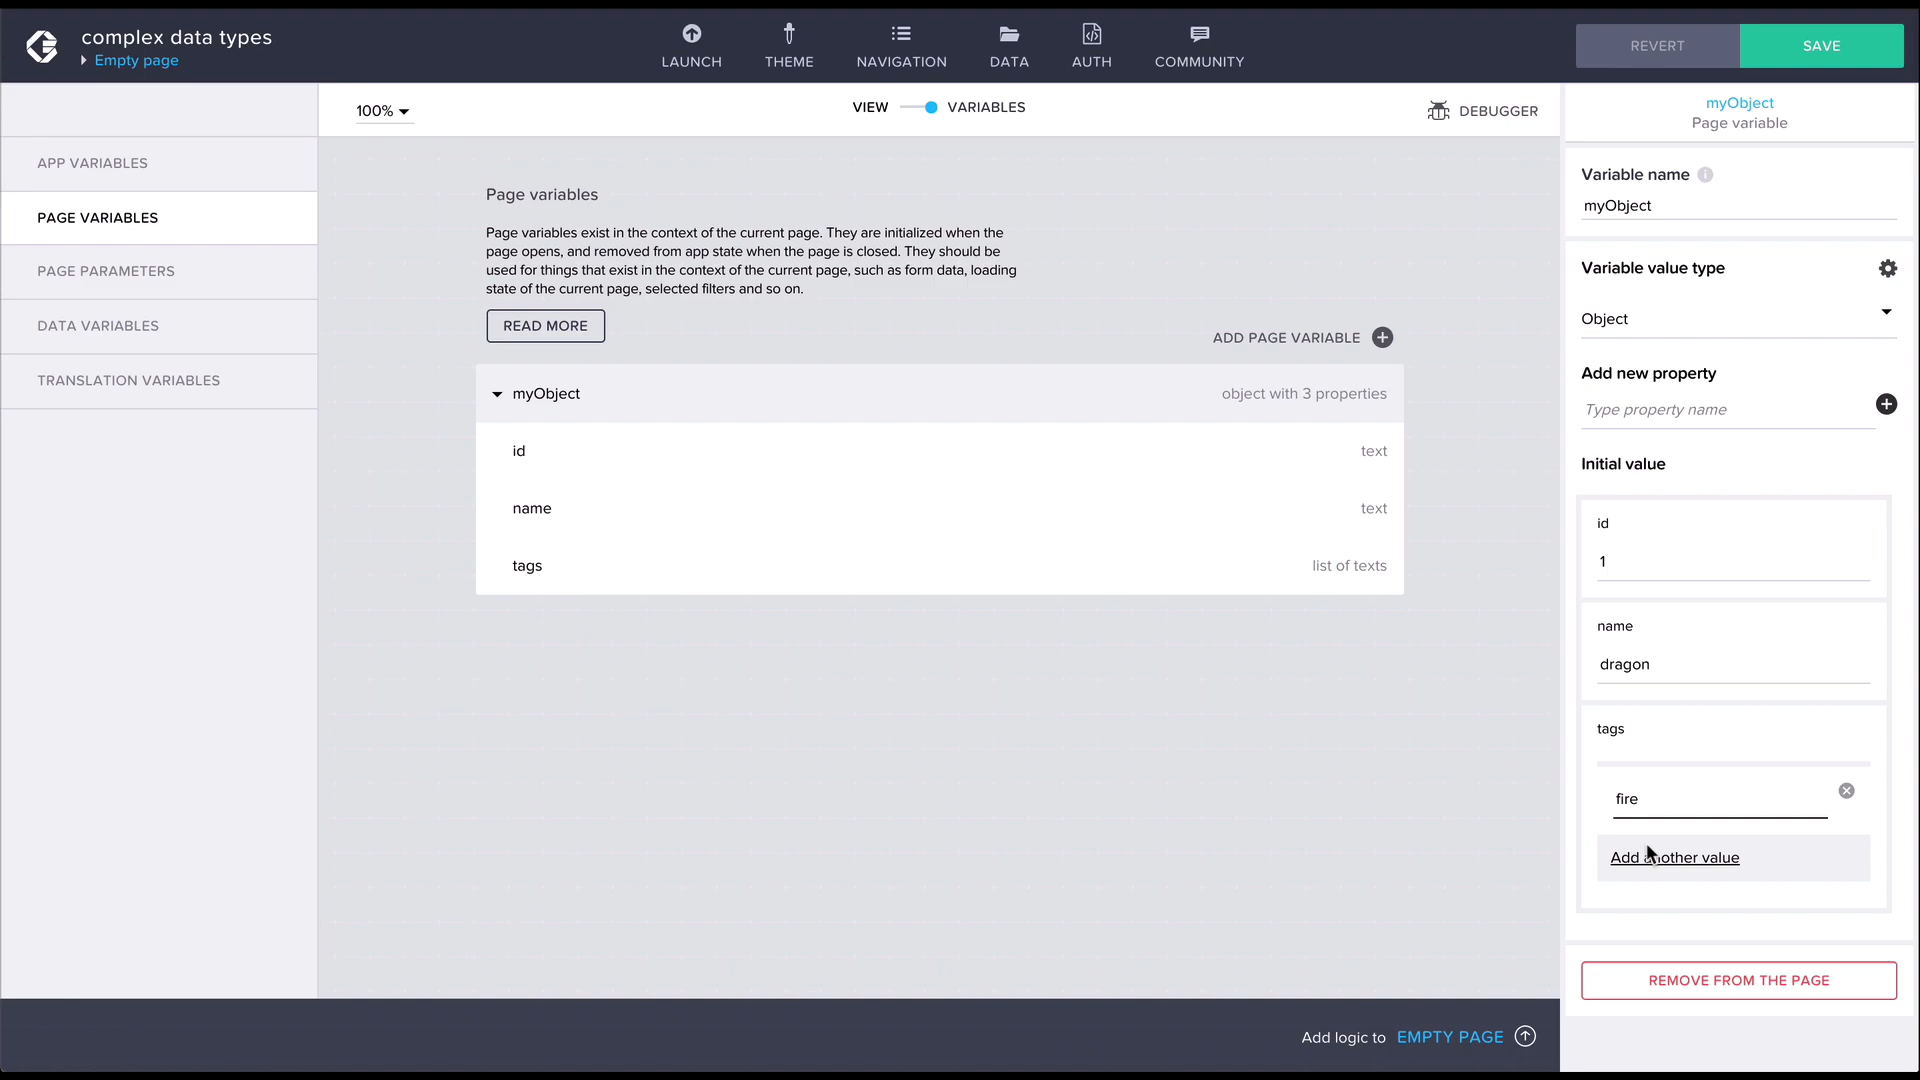 complex data types
Empty page
LAUNCH
THEME
NAVIGATION
DATA
AUTH
COMMUNITY
REVERT
SAVE
100%
VIEW
VARIABLES
DEBUGGER
APP VARIABLES
PAGE VARIABLES
PAGE PARAMETERS
DATA VARIABLES
TRANSLATION VARIABLES
Page variables
Page variables exist in the context of the current page. They are initialized when the
page opens, and removed from app state when the page is closed. They should be
used for things that exist in the context of the current page, such as form data, loading
state of the current page, selected filters and so on.
READ MORE
ADD PAGE VARIABLE
myObject
object with 3 properties
id
text
name
text
tags
list of texts
Add logic to EMPTY PAGE
myObject
Page variable
Variable name
myObject
Variable value type
Object
Add new property
Type property name
Initial value
id
1
name
dragon
tags
fire
Add another value
REMOVE FROM THE PAGE